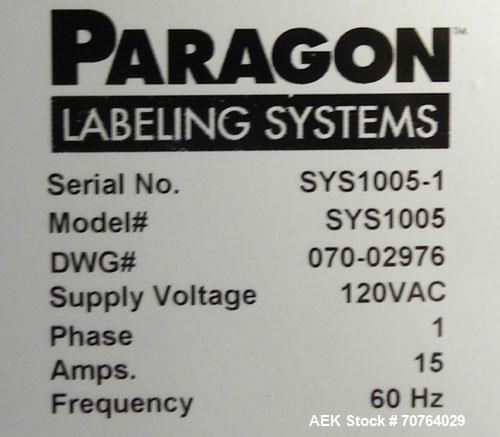 PARAGON™
LABELING SYSTEMS
Serial No. SYS1005-1
Model# SYS1005
DWG# 070-02976
Supply Voltage 120VAC
Phase 1
Amps. 15
Frequency 60 Hz
AEK Stock # 70764029